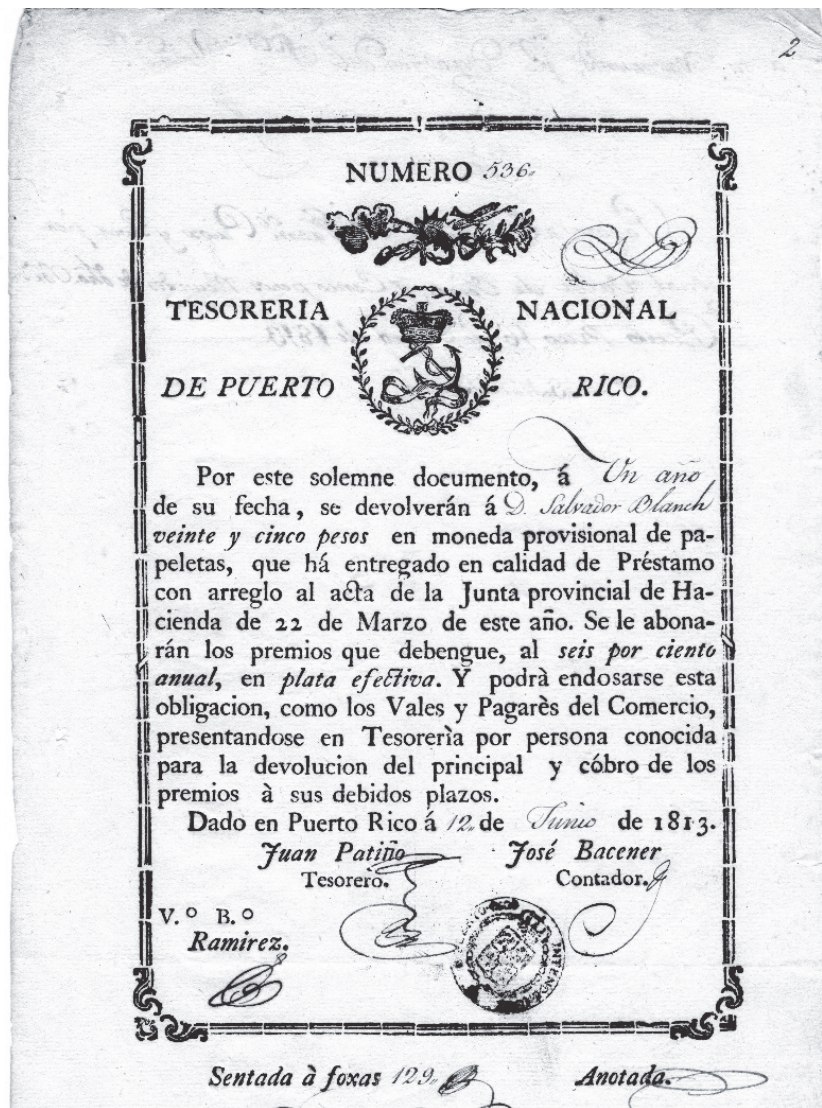 2
NUMERO 536.
TESORERIA NACIONAL
DE PUERTO RICO.
Por este solemne documento, á Un año
de su fecha, se devolverán á D. Salvador Blanch
veinte y cinco pesos en moneda provisional de pa-
peletas, que há entregado en calidad de Préstamo
con arreglo al acta de la Junta provincial de Ha-
cienda de 22 de Marzo de este año. Se le abona-
rán los premios que debengue, al seis por ciento
anual, en plata efectiva. Y podrà endosarse esta
obligacion, como los Vales y Pagarès del Comercio,
presentandose en Tesorerìa por persona conocida
para la devolucion del principal y cóbro de los
premios à sus debidos plazos.
Dado en Puerto Rico á 12. de Junio de 1813.
Juan Patiño José Bacener
Tesorero. Contador.
V.º B.º
Ramirez.
Sentada à foxas 129. Anotada.